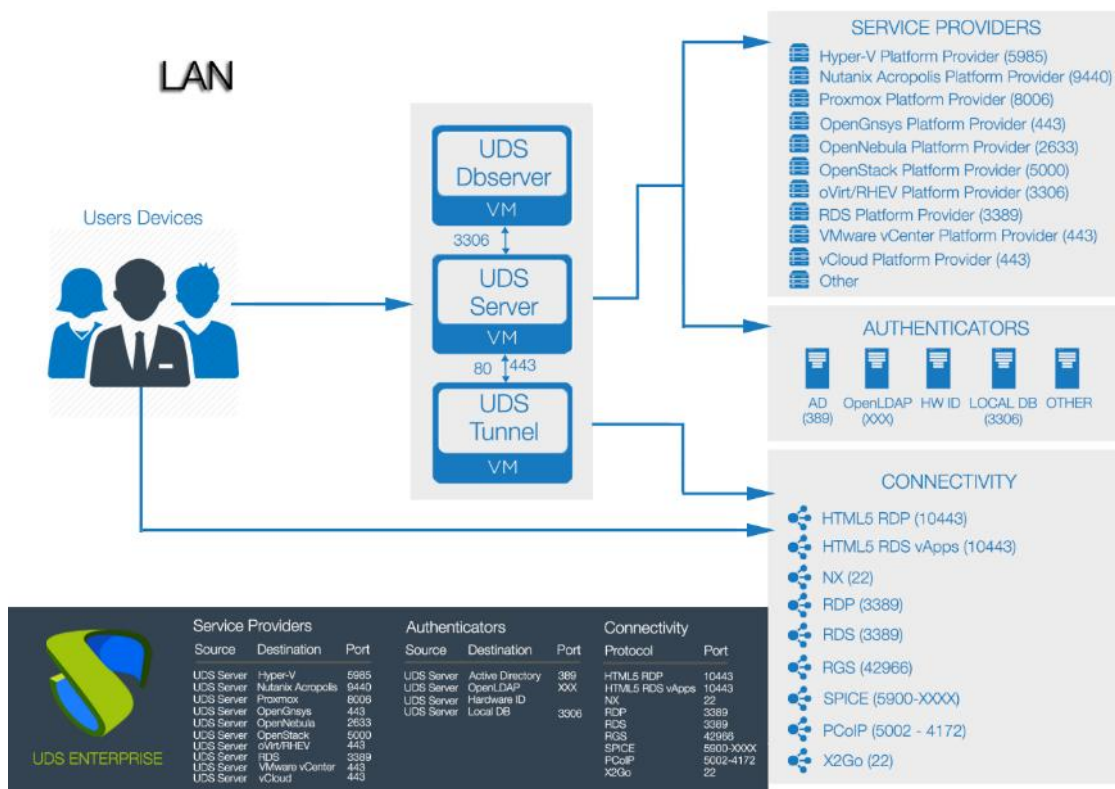 LAN
Users Devices
UDS
Dbserver
VM
3306
UDS
Server
VM
80 443
UDS
Tunnel
VM
SERVICE PROVIDERS
Hyper-V Platform Provider (5985)
Nutanix Acropolis Platform Provider (9440)
Proxmox Platform Provider (8006)
OpenGnsys Platform Provider (443)
OpenNebula Platform Provider (2633)
OpenStack Platform Provider (5000)
oVirt/RHEV Platform Provider (3306)
RDS Platform Provider (3389)
VMware vCenter Platform Provider (443)
vCloud Platform Provider (443)
Other
AUTHENTICATORS
AD OpenLDAP HW ID LOCAL DB OTHER
(389) (XXX) (3306)
CONNECTIVITY
HTML5 RDP (10443)
HTML5 RDS vApps (10443)
NX (22)
RDP (3389)
RDS (3389)
RGS (42966)
SPICE (5900-XXXX)
PCoIP (5002 - 4172)
X2Go (22)
UDS ENTERPRISE
Service Providers
Source Destination Port
UDS Server Hyper-V 5985
UDS Server Nutanix Acropolis 9440
UDS Server Proxmox 8006
UDS Server OpenGnsys 443
UDS Server OpenNebula 2633
UDS Server OpenStack 5000
UDS Server oVirt/RHEV 443
UDS Server RDS 3389
UDS Server VMware vCenter 443
UDS Server vCloud 443
Authenticators
Source Destination Port
UDS Server Active Directory 389
UDS Server OpenLDAP XXX
UDS Server Hardware ID
UDS Server Local DB 3306
Connectivity
Protocol Port
HTML5 RDP 10443
HTML5 RDS vApps 10443
NX 22
RDP 3389
RDS 3389
RGS 42966
SPICE 5900-XXXX
PCoIP 5002-4172
X2Go 22